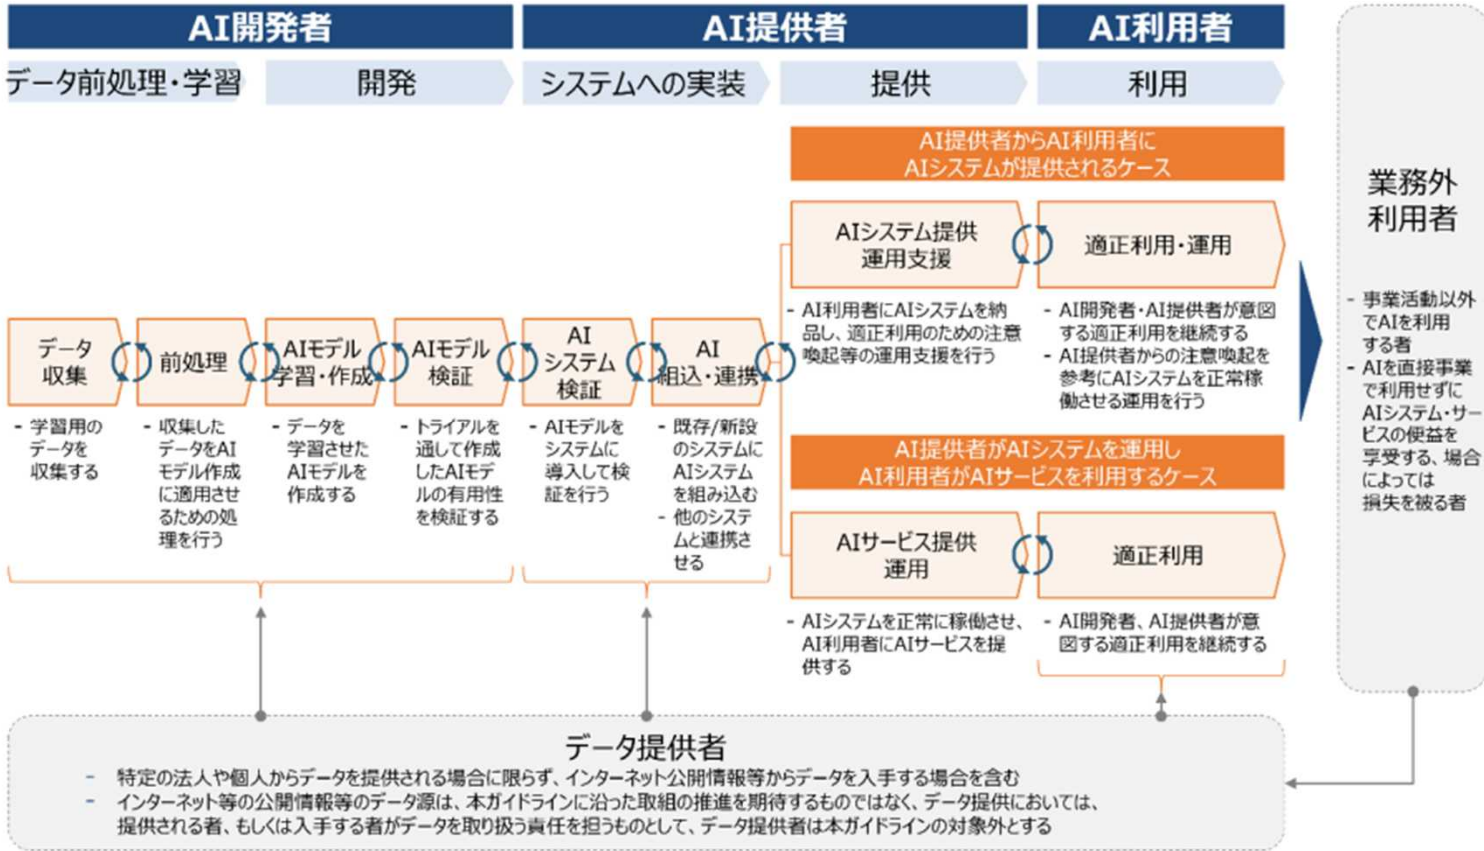 AI開発者
AI提供者
AI利用者
データ前処理・学習
開発
システムへの実装
提供
利用
AI提供者からAI利用者に
AIシステムが提供されるケース
AIシステム提供
運用支援
適正利用・運用
- AI利用者にAIシステムを納
品し、適正利用のための注意
喚起等の運用支援を行う
- AI開発者・AI提供者が意図
する適正利用を継続する
- AI提供者からの注意喚起を
参考にAIシステムを正常稼
働させる運用を行う
データ
収集
前処理
AIモデル
学習・作成
AIモデル
検証
AI
システム
検証
AI
組込・連携
- 学習用の
データを
収集する
- 収集した
データをAI
モデル作成
に適用させ
るための処
理を行う
- データを
学習させた
AIモデルを
作成する
- トライアルを
通して作成
したAIモデ
ルの有用性
を検証する
- AIモデルを
システムに
導入して検
証を行う
- 既存/新設
のシステムに
AIシステム
を組み込む
- 他のシステ
ムと連携さ
せる
AI提供者がAIシステムを運用し
AI利用者がAIサービスを利用するケース
AIサービス提供
運用
適正利用
- AIシステムを正常に稼働させ、
AI利用者にAIサービスを提
供する
- AI開発者、AI提供者が意
図する適正利用を継続する
業務外
利用者
- 事業活動以外
でAIを利用
する者
- AIを直接事業
で利用せずに
AIシステム・サー
ビスの便益を
享受する、場合
によっては
損失を被る者
データ提供者
- 特定の法人や個人からデータを提供される場合に限らず、インターネット公開情報等からデータを入手する場合を含む
- インターネット等の公開情報等のデータ源は、本ガイドラインに沿った取組の推進を期待するものではなく、データ提供においては、
提供される者、もしくは入手する者がデータを取り扱う責任を担うものとして、データ提供者は本ガイドラインの対象外とする